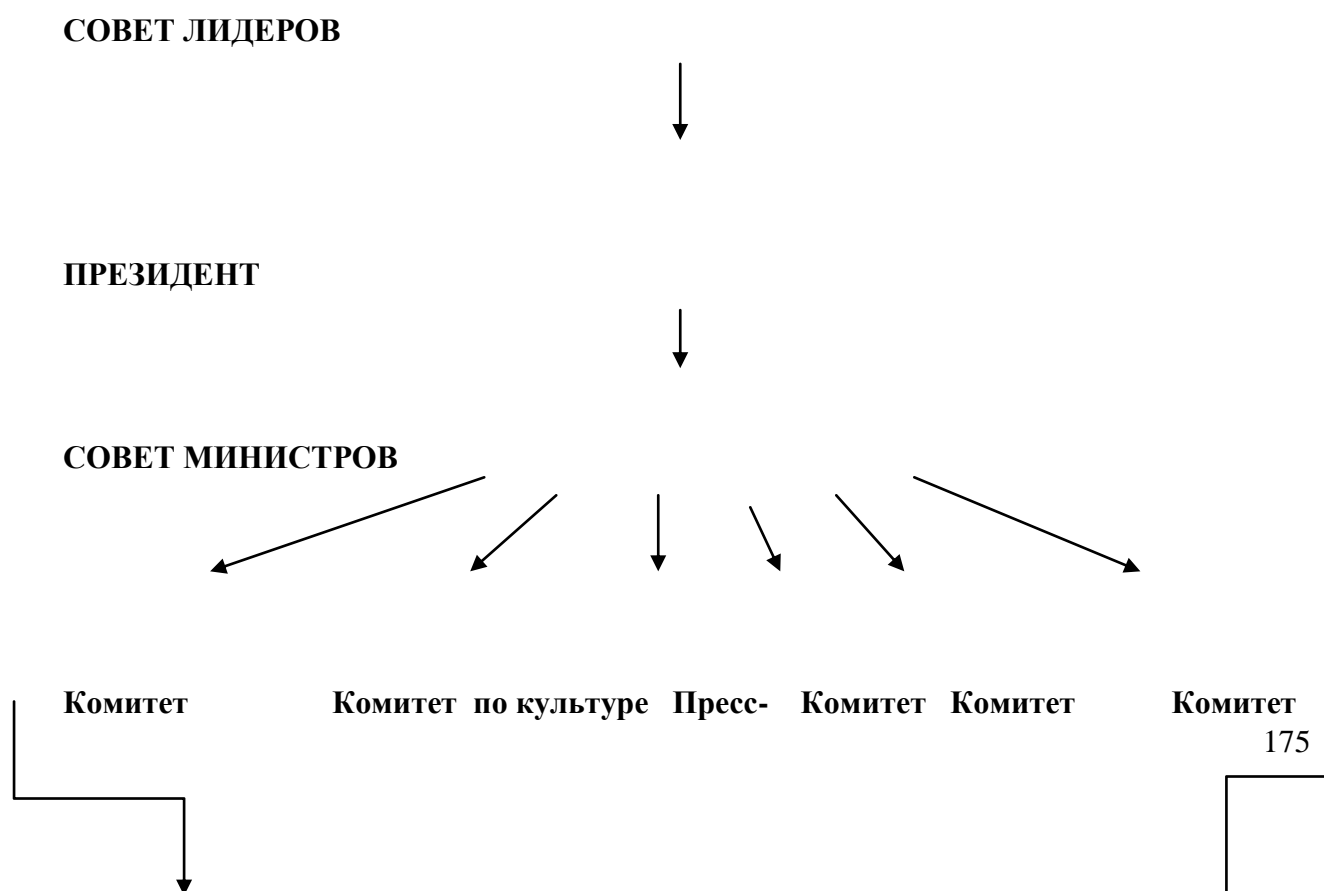 СОВЕТ ЛИДЕРОВ
ПРЕЗИДЕНТ
СОВЕТ МИНИСТРОВ
Комитет Комитет по культуре Пресс- Комитет Комитет Комитет
175